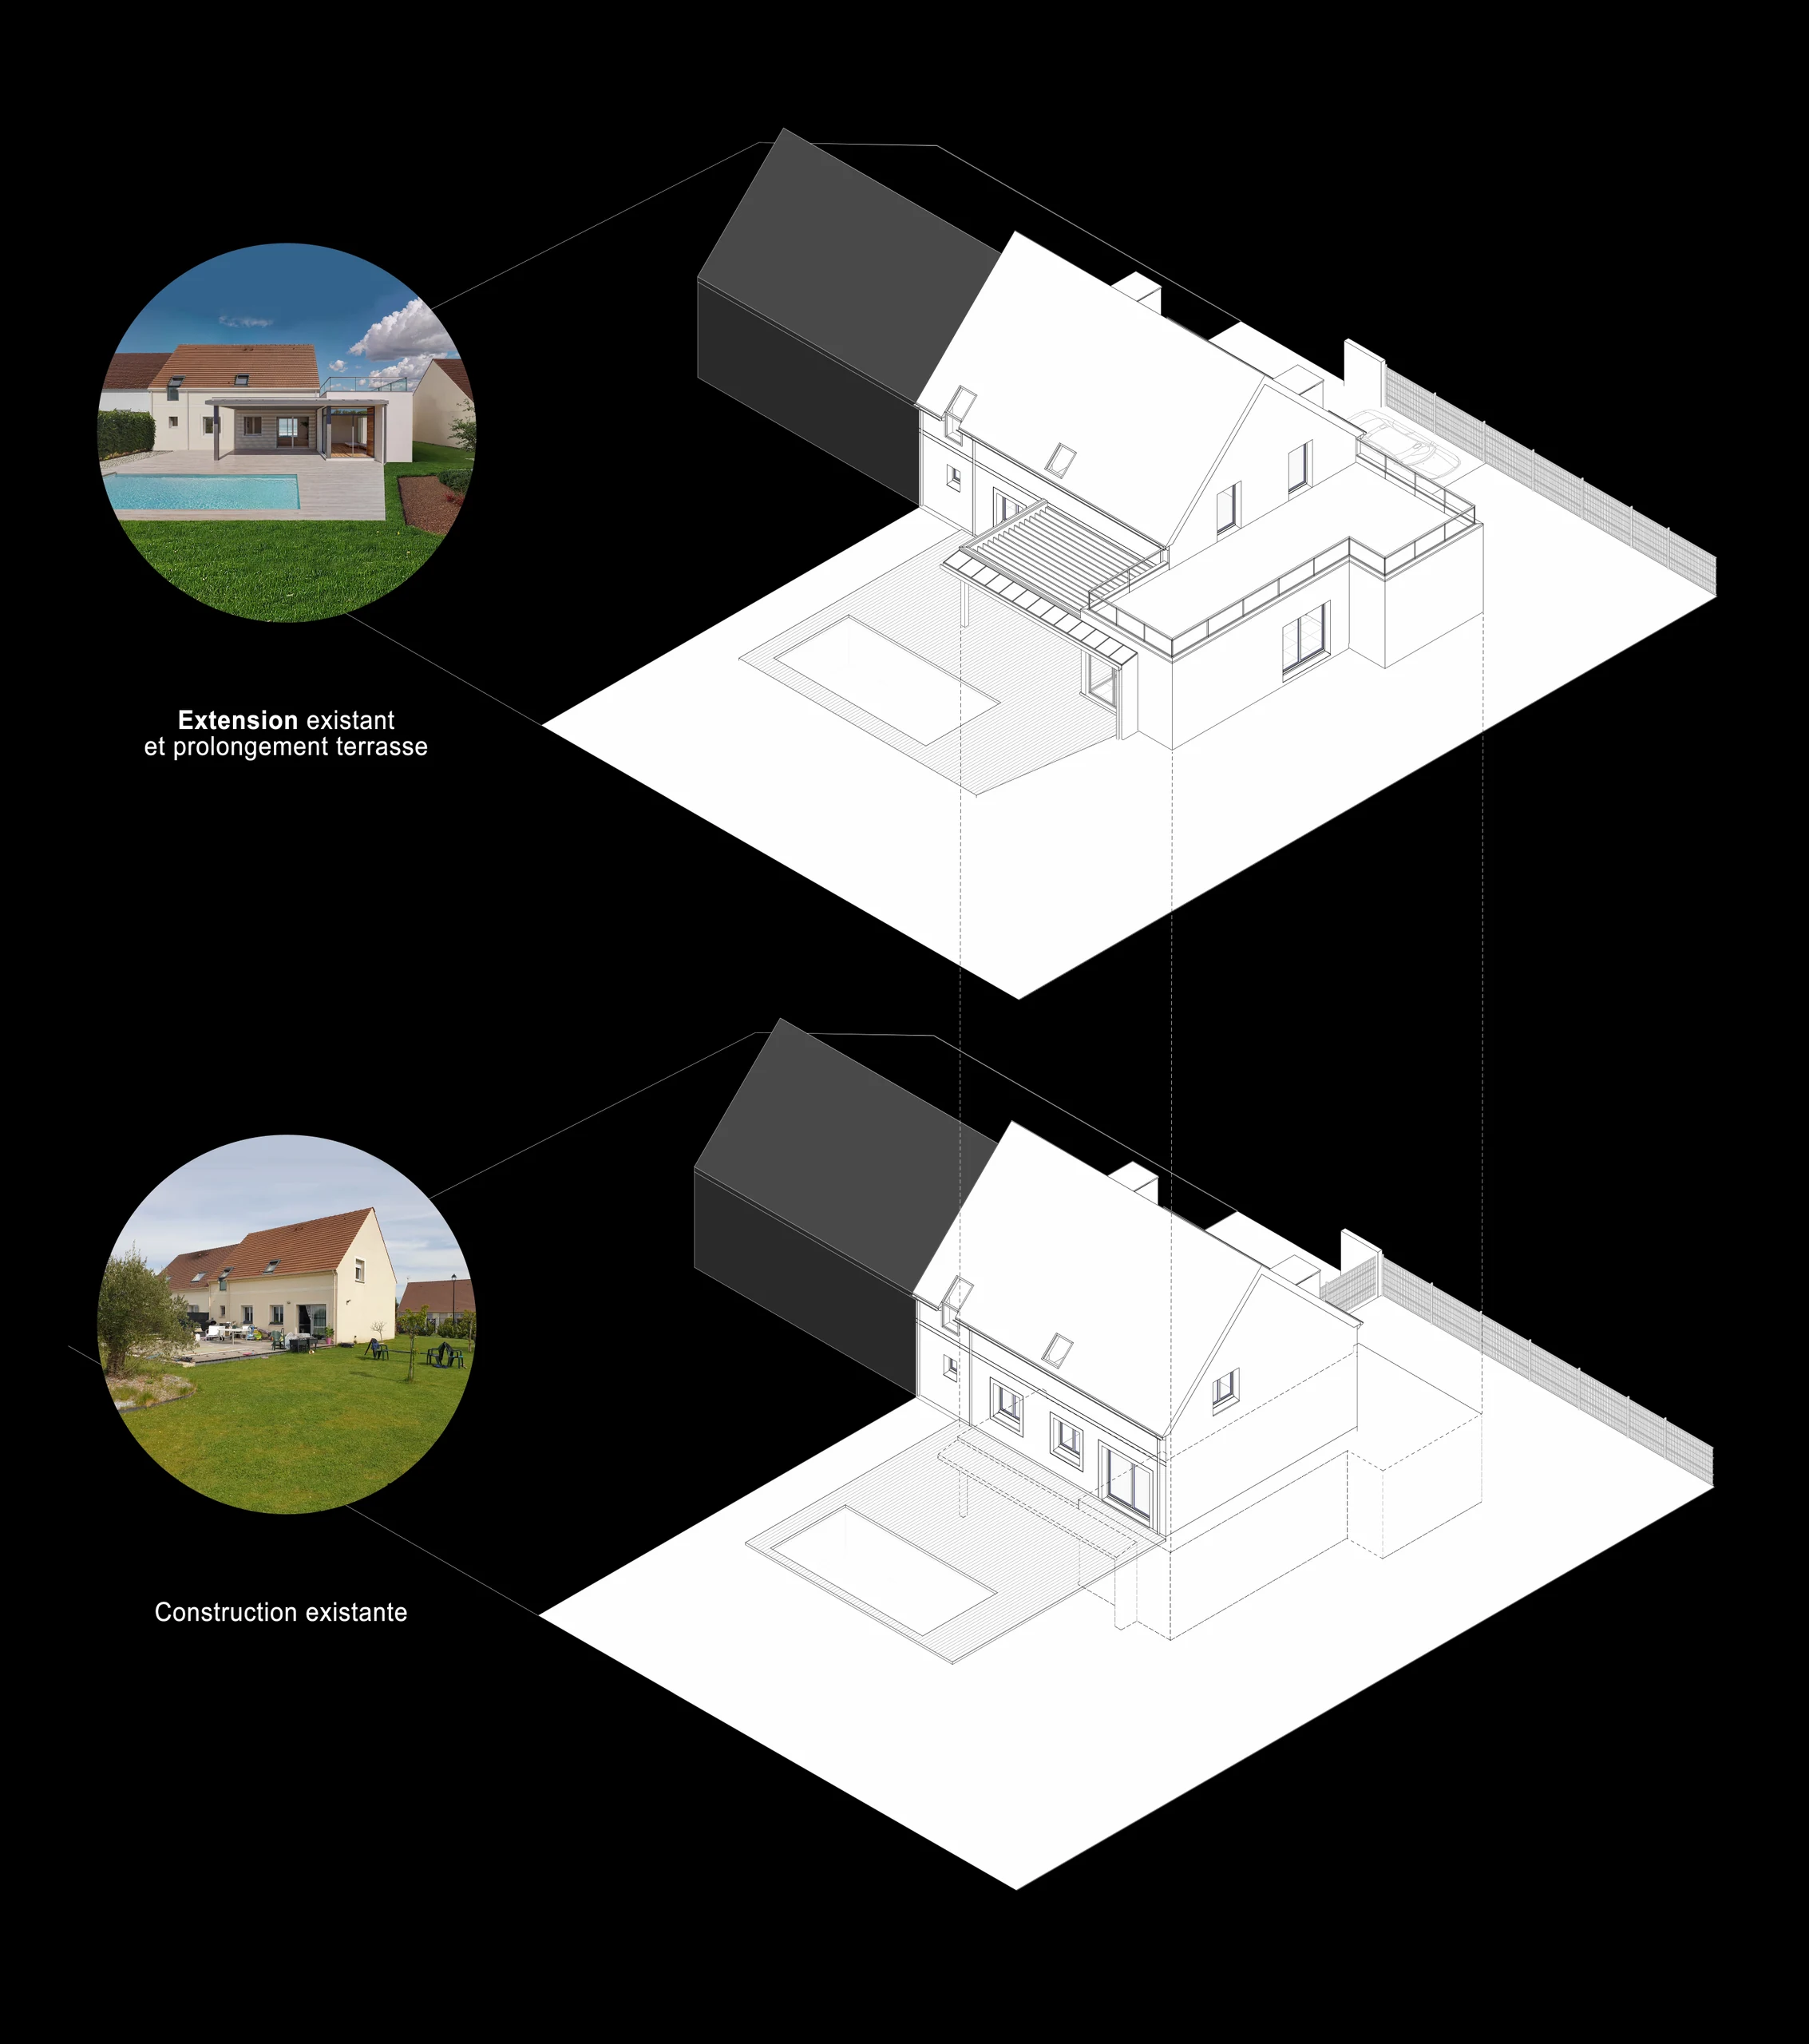 Extension existant
et prolongement terrasse
Construction existante